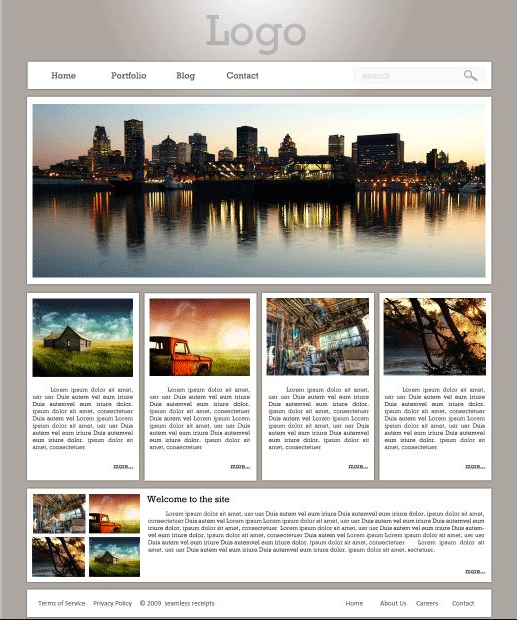 Logo
Home Portfolio Blog Contact search
Lorem ipsum dolor sit amet,
uer uer Duis autem vel eum iriure
Duis autemvel eum iriure dolor.
ipsum dolor sit amet, consectetuer
Duis autem vel Lorem ipsum Lorem
ipsum dolor sit amet, uer uer Duis
autem vel eum iriure Duis autemvel
eum iriure dolor. ipsum dolor sit
amet, consectetuer
more...
Lorem ipsum dolor sit amet,
uer uer Duis autem vel eum iriure
Duis autemvel eum iriure dolor.
ipsum dolor sit amet, consectetuer
Duis autem vel Lorem ipsum Lorem
ipsum dolor sit amet, uer uer Duis
autem vel eum iriure Duis autemvel
eum iriure dolor. ipsum dolor sit
amet, consectetuer
more...
Lorem ipsum dolor sit amet,
uer uer Duis autem vel eum iriure
Duis autemvel eum iriure dolor.
ipsum dolor sit amet, consectetuer
Duis autem vel Lorem ipsum Lorem
ipsum dolor sit amet, uer uer Duis
autem vel eum iriure Duis autemvel
eum iriure dolor. ipsum dolor sit
amet, consectetuer
more...
Lorem ipsum dolor sit amet,
uer uer Duis autem vel eum iriure
Duis autemvel eum iriure dolor.
ipsum dolor sit amet, consectetuer
Duis autem vel Lorem ipsum Lorem
ipsum dolor sit amet, uer uer Duis
autem vel eum iriure Duis autemvel
eum iriure dolor. ipsum dolor sit
amet, consectetuer
more...
Welcome to the site
Lorem ipsum dolor sit amet, uer uer Duis autem vel eum iriure Duis autemvel eum iriure dolor. ipsum dolor sit amet,
consectetuer Duis autem vel Lorem ipsum Lorem ipsum dolor sit amet, uer uer Duis autem vel eum iriure Duis autemvel eum iriure
dolor. ipsum dolor sit amet, consectetuer Lorem ipsum dolor sit amet, uer uer Duis autem vel eum iriure Duis autemvel eum
iriure dolor. ipsum dolor sit amet, consectetuer Duis autem vel Lorem ipsum Lorem ipsum dolor sit amet, uer uer Duis autem vel
eum iriure Duis autemvel eum iriure dolor. ipsum dolor sit amet, consectetuer Lorem ipsum dolor sit
amet, uer uer Duis autem vel eum iriure Duis autemvel eum iriure dolor. ipsum dolor sit amet, sectetuer.
more...
Terms of Service Privacy Policy © 2009 seamless receipts Home About Us Careers Contact